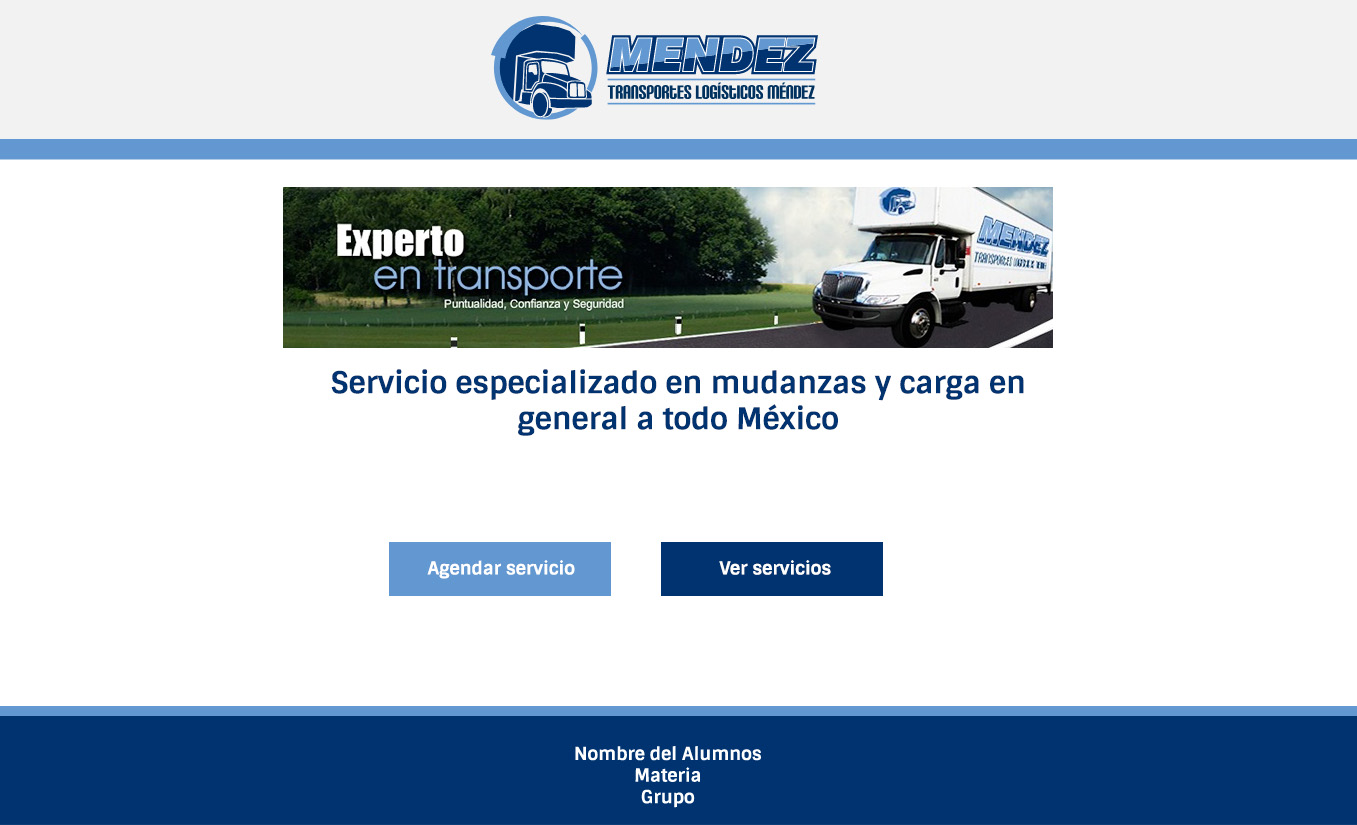 MENDEZ
TRANSPORTES LOGÍSTICOS MÉNDEZ
Experto
en transporte
Puntualidad, Confianza y Seguridad
MENDEZ
Servicio especializado en mudanzas y carga en
general a todo México
Agendar servicio
Ver servicios
Nombre del Alumnos
Materia
Grupo